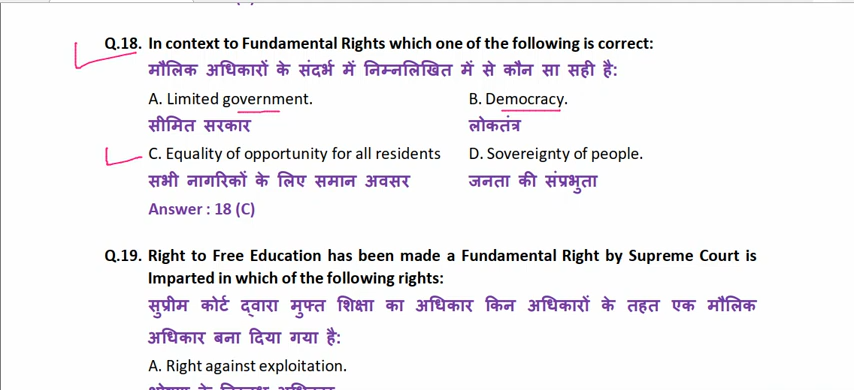 Q.18. In context to Fundamental Rights which one of the following is correct:
मौलिक अधिकारों के संदर्भ में निम्नलिखित में से कौन सा सही है:
A. Limited government. B. Democracy.
सीमित सरकार लोकतंत्र
C. Equality of opportunity for all residents D. Sovereignty of people.
सभी नागरिकों के लिए समान अवसर जनता की संप्रभुता
Answer : 18 (C)
Q.19. Right to Free Education has been made a Fundamental Right by Supreme Court is
Imparted in which of the following rights:
सुप्रीम कोर्ट द्वारा मुफ्त शिक्षा का अधिकार किन अधिकारों के तहत एक मौलिक
अधिकार बना दिया गया है:
A. Right against exploitation.